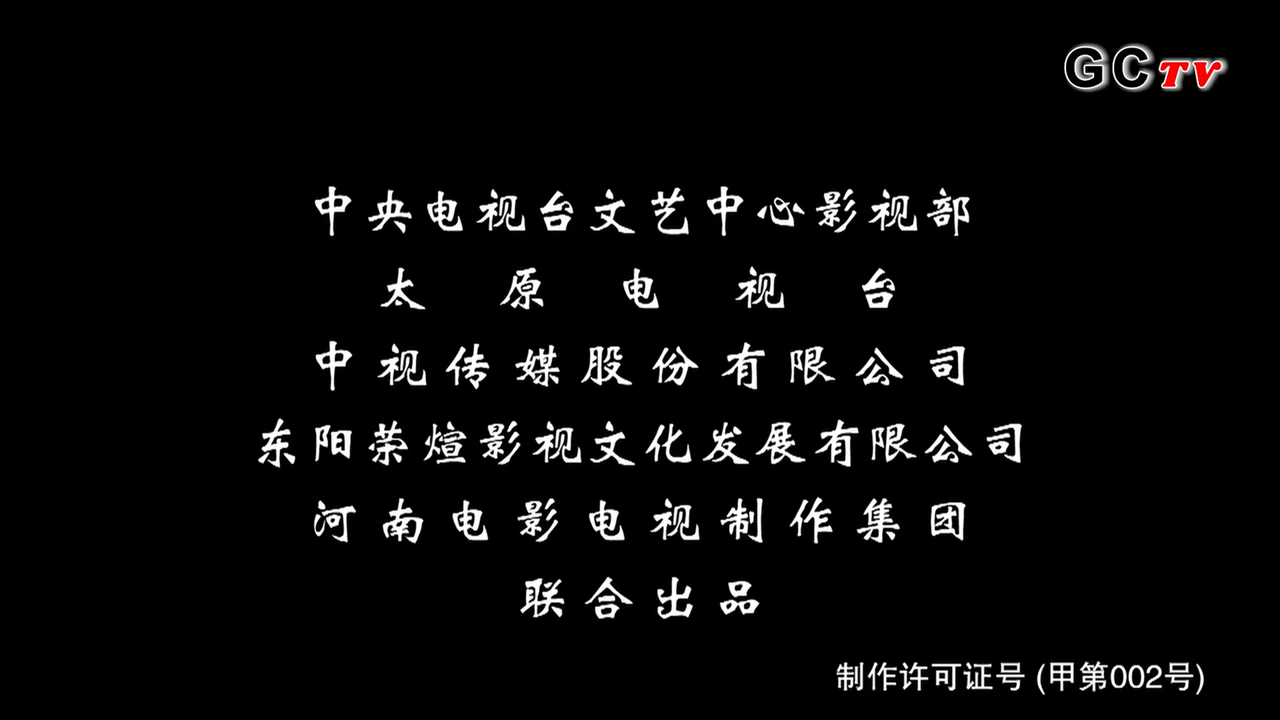 GCTV
中央电视台文艺中心影视部
太原电视台
中视传媒股份有限公司
东阳荣煊影视文化发展有限公司
河南电影电视制作集团
联合出品
制作许可证号 (甲第002号)